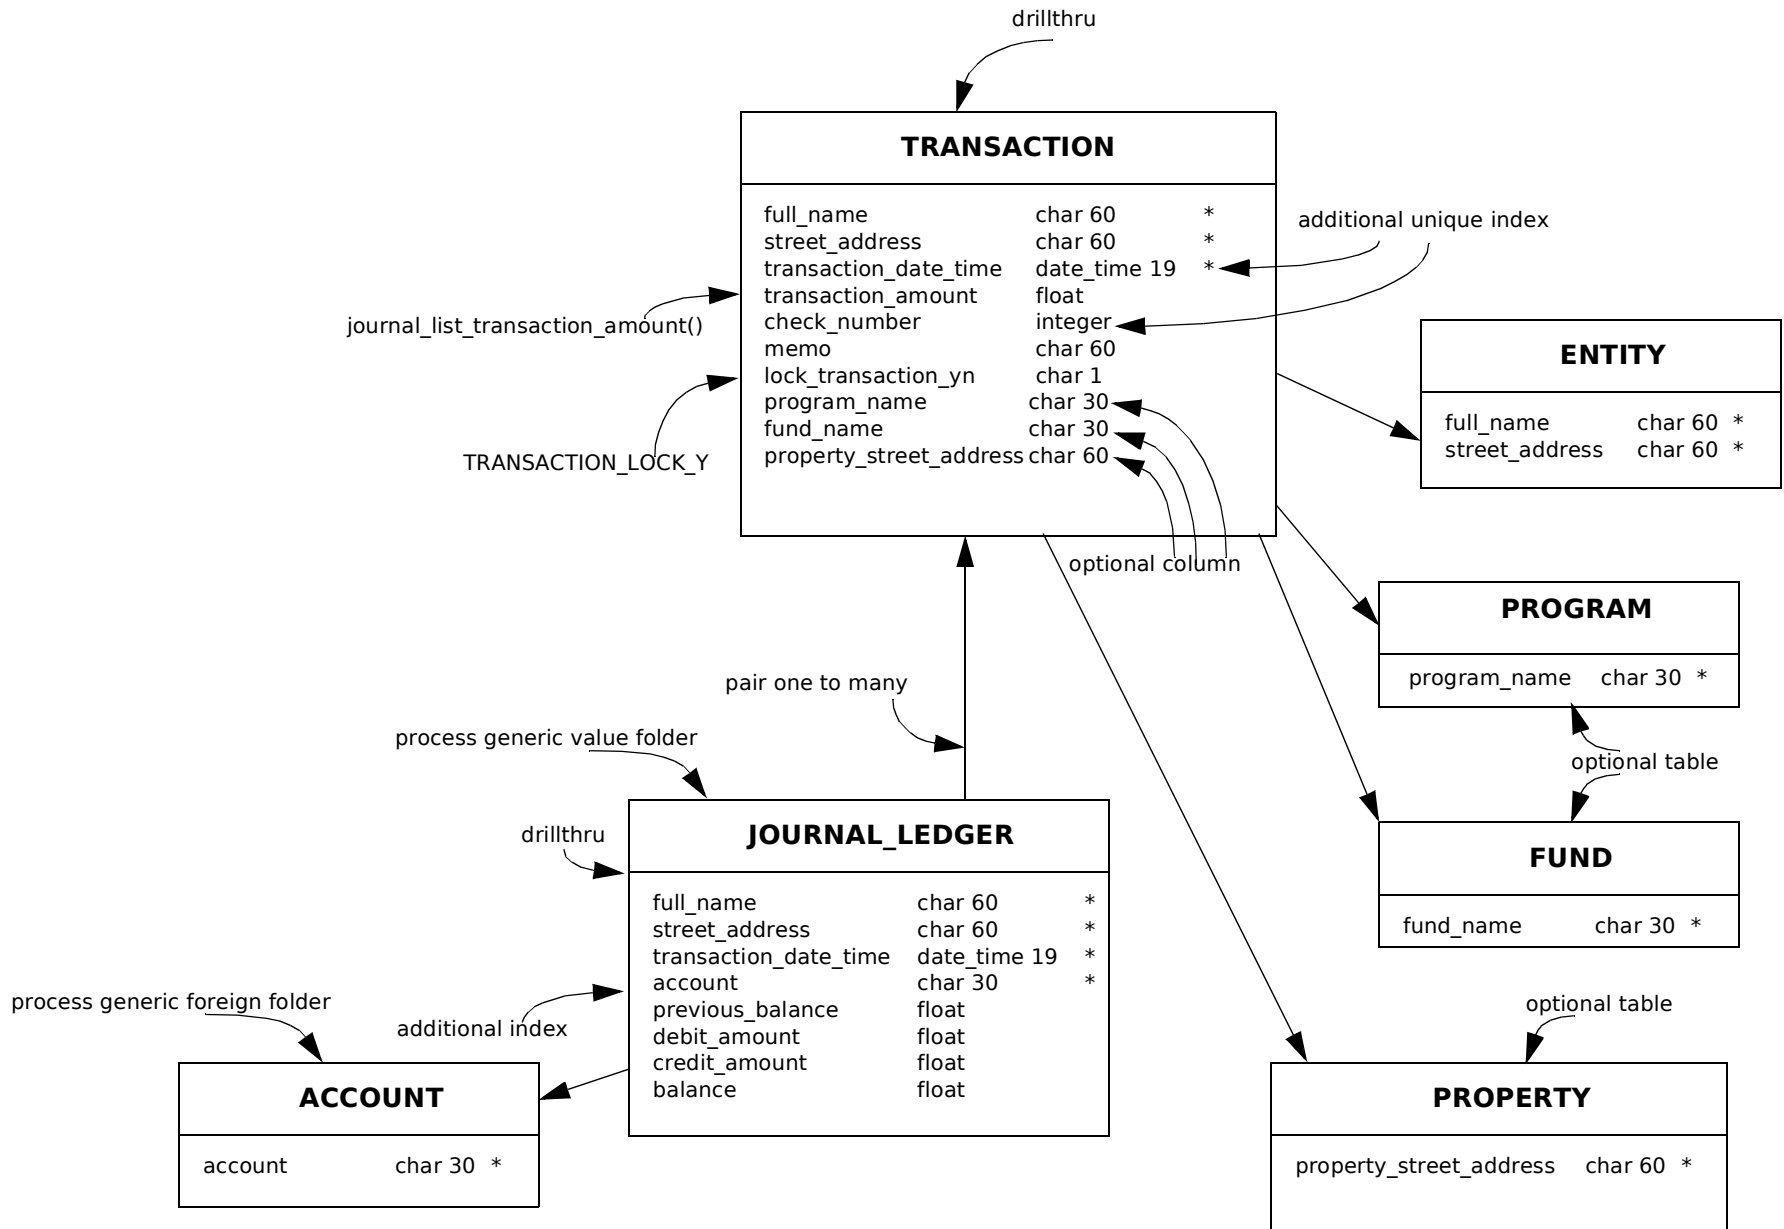 drillthru
TRANSACTION
full_name char 60 *
street_address char 60 *
transaction_date_time date_time 19 *
transaction_amount float
check_number integer
memo char 60
lock_transaction_yn char 1
program_name char 30
fund_name char 30
property_street_address char 60
additional unique index
journal_list_transaction_amount()
TRANSACTION_LOCK_Y
optional column
ENTITY
full_name char 60 *
street_address char 60 *
PROGRAM
program_name char 30 *
optional table
FUND
fund_name char 30 *
pair one to many
process generic value folder
drillthru
JOURNAL_LEDGER
full_name char 60 *
street_address char 60 *
transaction_date_time date_time 19 *
account char 30 *
previous_balance float
debit_amount float
credit_amount float
balance float
additional index
process generic foreign folder
ACCOUNT
account char 30 *
optional table
PROPERTY
property_street_address char 60 *